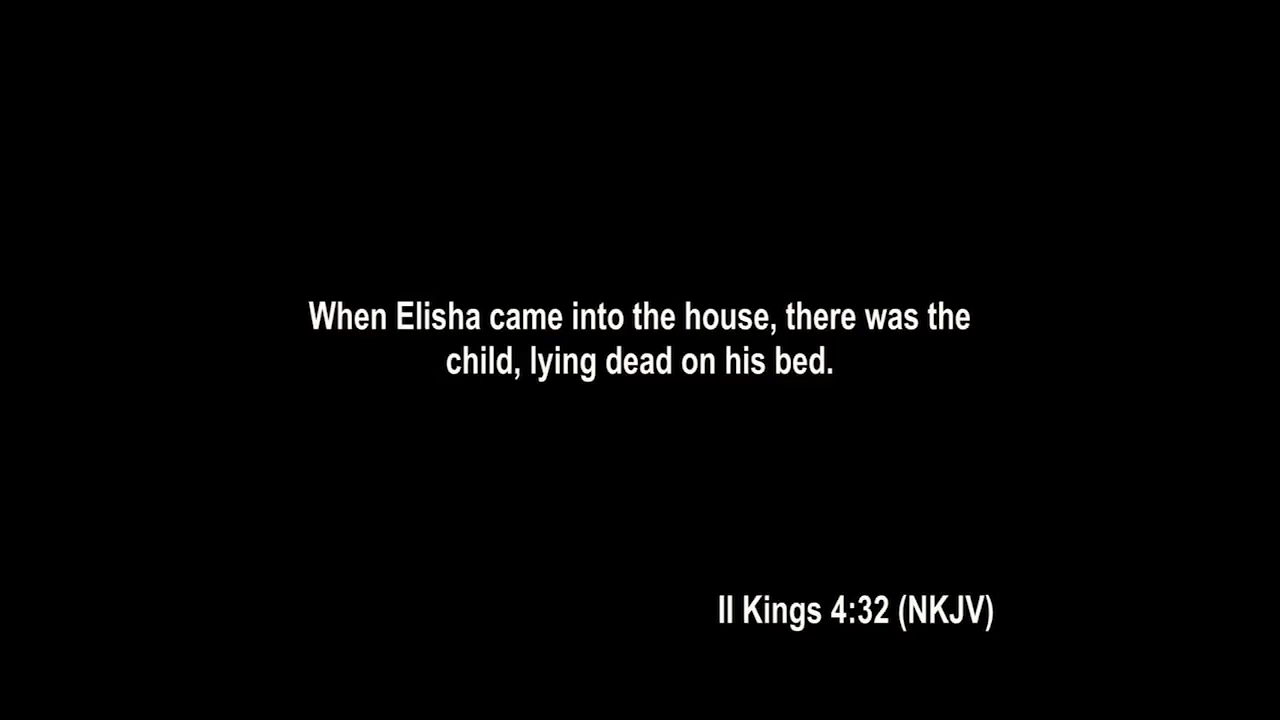 When Elisha came into the house, there was the
child, lying dead on his bed.
II Kings 4:32 (NKJV)